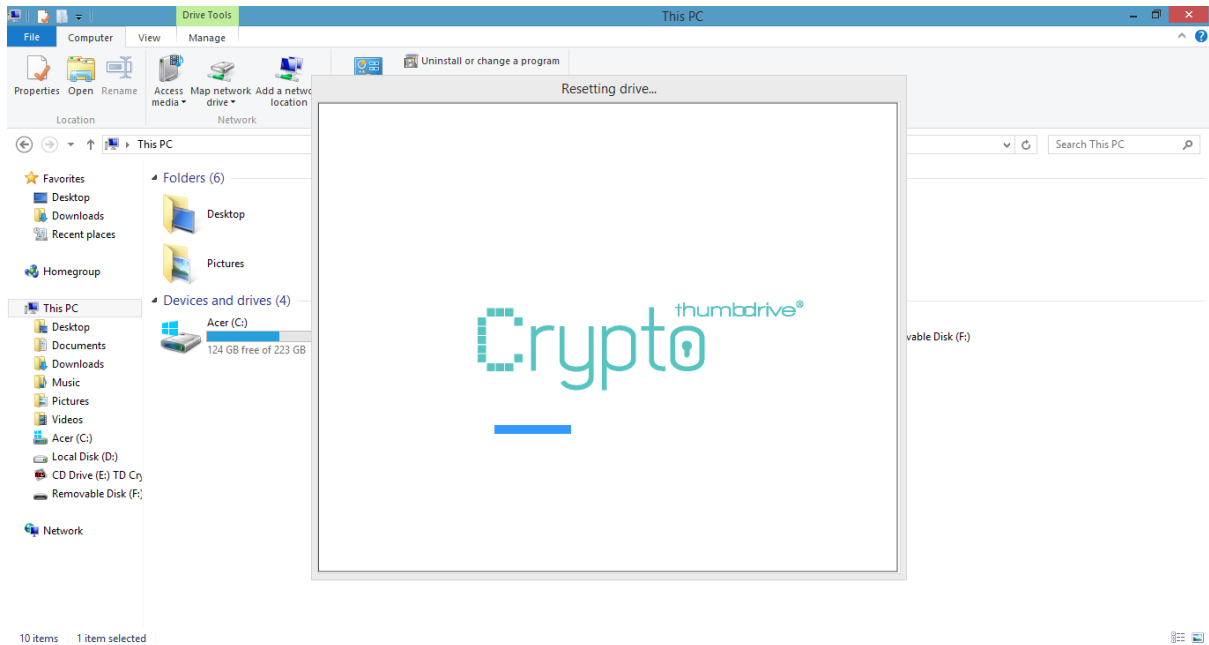 Drive Tools
This PC
File Computer View Manage
Uninstall or change a program
Properties Open Rename
Access media
Map network drive
Add a netwo
location
Location
Network
Resetting drive...
This PC
Search This PC
Favorites
Desktop
Downloads
Recent places
Homegroup
This PC
Desktop
Documents
Downloads
Music
Pictures
Videos
Acer (C:)
Local Disk (D:)
CD Drive (E:) TD Cry
Removable Disk (F:)
Network
Folders (6)
Desktop
Pictures
Devices and drives (4)
Acer (C:)
124 GB free of 223 GB
vable Disk (F:)
thumbdrive®
Crypto
10 items 1 item selected